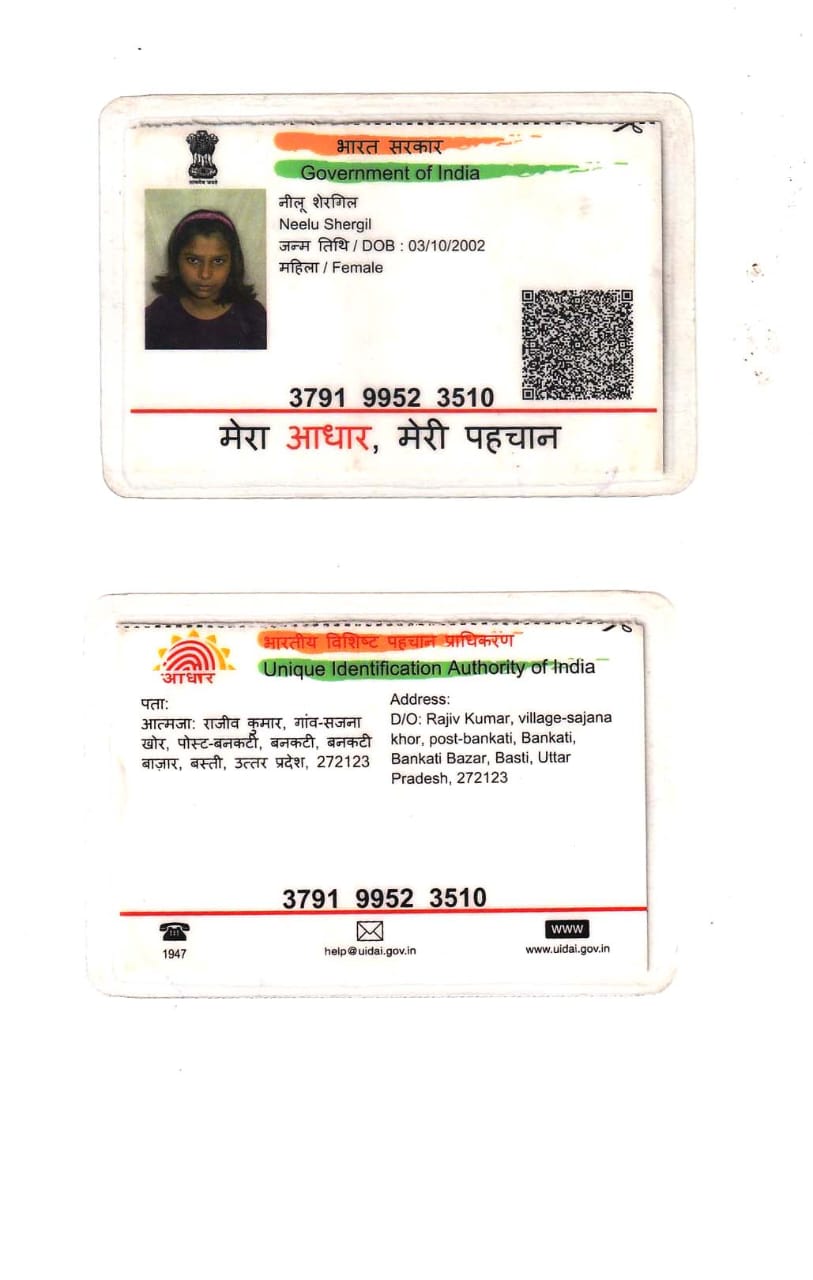 भारत सरकार
Government of India
नीलू शेरगिल
Neelu Shergil
जन्म तिथि / DOB : 03/10/2002
महिला / Female
3791 9952 3510
मेरा आधार, मेरी पहचान
भारतीय विशिष्ट पहचान प्राधिकरण
Unique Identification Authority of India
आधार
पता:
आत्मजा: राजीव कुमार, गांव-सजना
खोर, पोस्ट-बनकटी, बनकटी, बनकटी
बाज़ार, बस्ती, उत्तर प्रदेश, 272123
Address:
D/O: Rajiv Kumar, village-sajana
khor, post-bankati, Bankati,
Bankati Bazar, Basti, Uttar
Pradesh, 272123
3791 9952 3510
1947
help@uidai.gov.in
WWW
www.uidai.gov.in